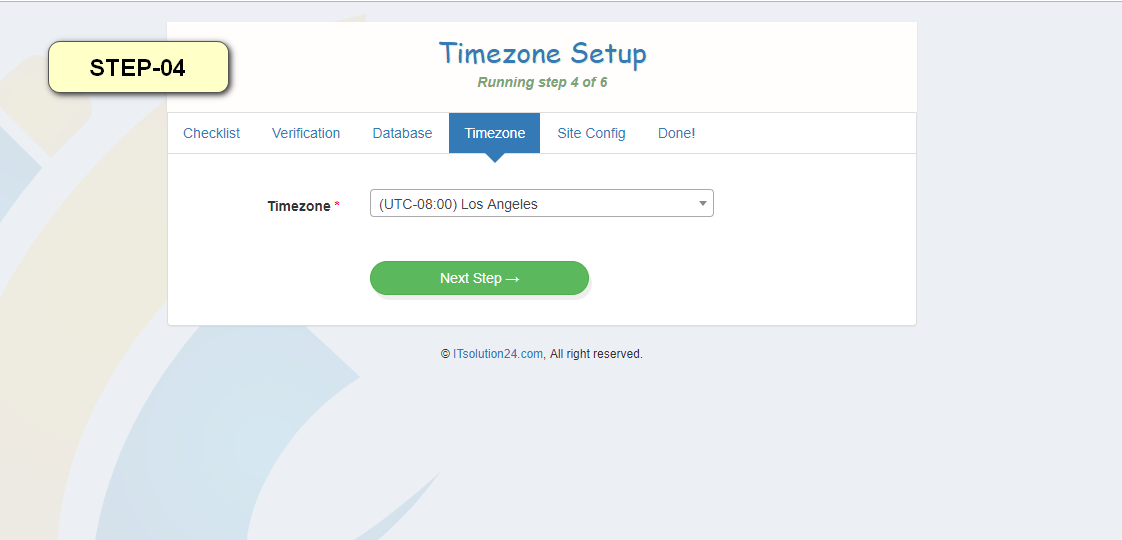 STEP-04
Timezone Setup
Running step 4 of 6
Checklist Verification Database Timezone Site Config Done!
Timezone * (UTC-08:00) Los Angeles
Next Step →
© ITsolution24.com, All right reserved.